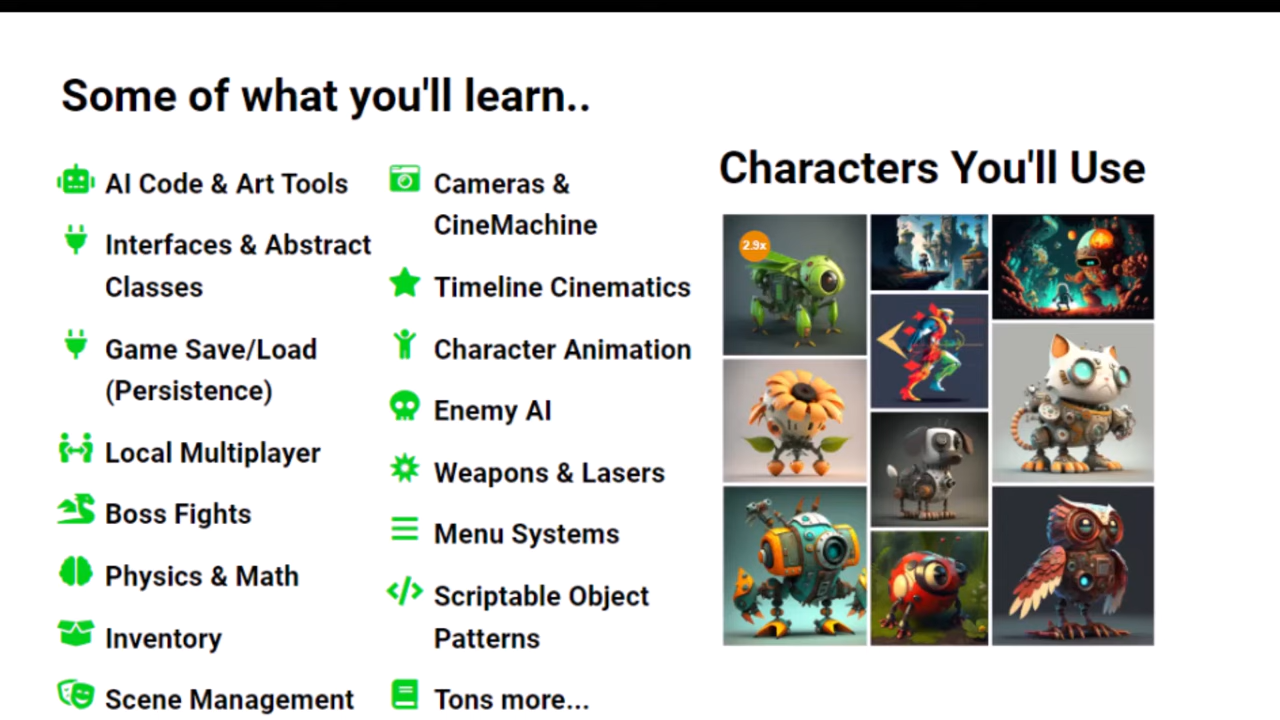 Some of what you'll learn..
AI Code & Art Tools
Interfaces & Abstract
Classes
Game Save/Load
(Persistence)
Local Multiplayer
Boss Fights
Physics & Math
Inventory
Scene Management
Cameras &
CineMachine
Timeline Cinematics
Character Animation
Enemy AI
Weapons & Lasers
Menu Systems
Scriptable Object
Patterns
Tons more...
Characters You'll Use
2.9x